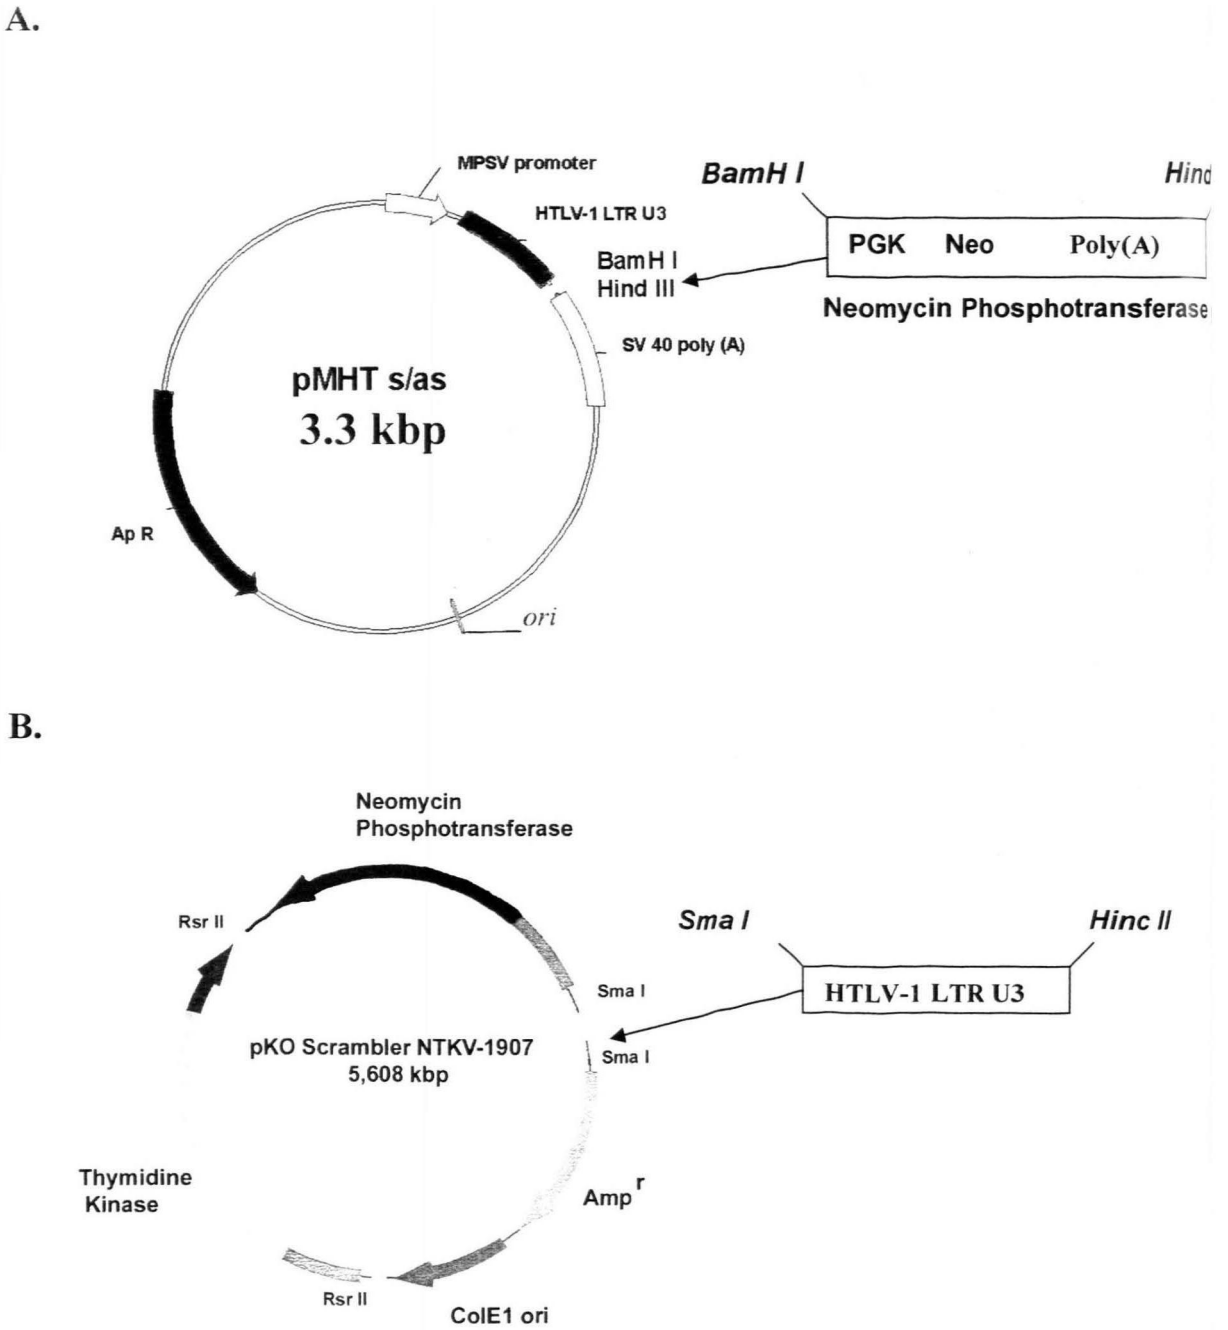 A.
MPSV promoter
HTLV-1 LTR U3
BamH I
Hind III
SV 40 poly (A)
pMHT s/as
3.3 kbp
Ap R
ori
BamH I
Hind
PGK Neo Poly(A)
Neomycin Phosphotransferase
B.
Neomycin
Phosphotransferase
Rsr II
Sma I
Sma I
pKO Scrambler NTKV-1907
5,608 kbp
Thymidine
Kinase
Amp r
Rsr II
ColE1 ori
Sma I
Hinc II
HTLV-1 LTR U3